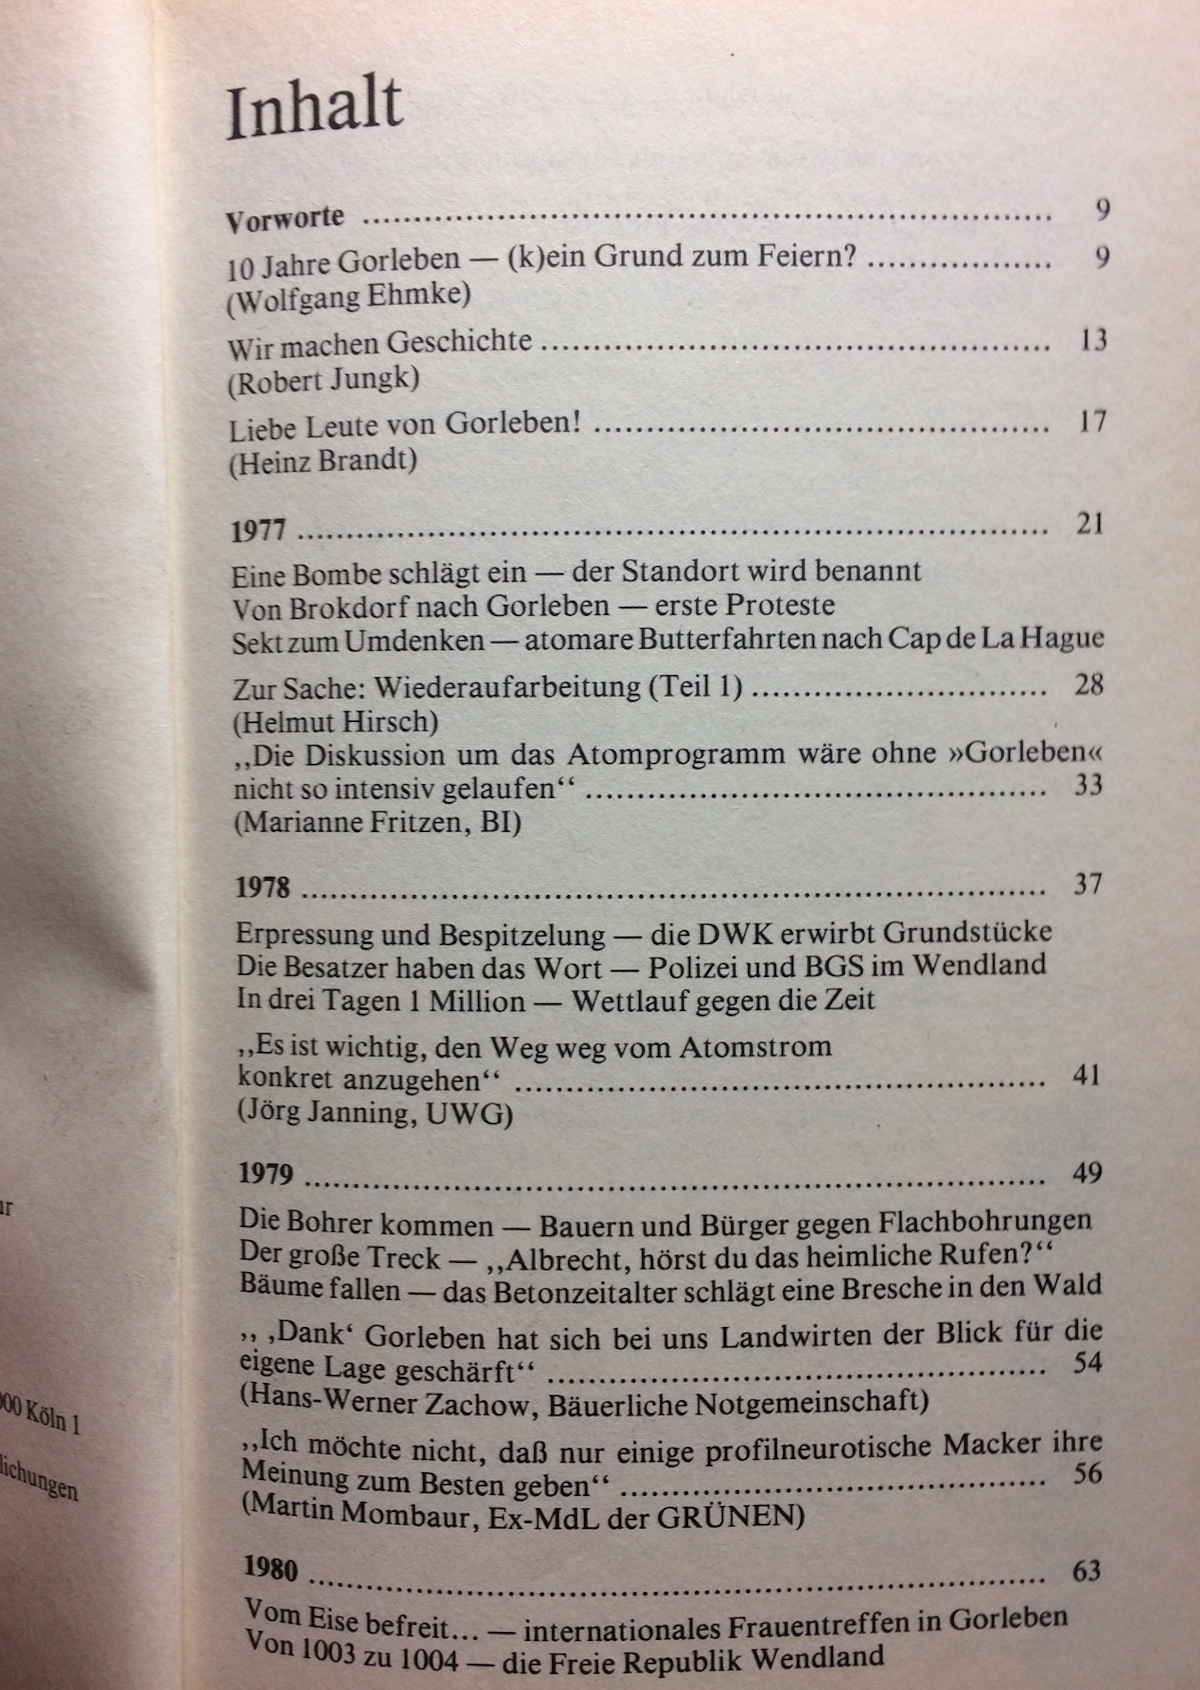 Inhalt
Vorworte ........ 9
10 Jahre Gorleben — (k)ein Grund zum Feiern? ........ 9
(Wolfgang Ehmke)
Wir machen Geschichte ........ 13
(Robert Jungk)
Liebe Leute von Gorleben! ........ 17
(Heinz Brandt)
1977 ........ 21
Eine Bombe schlägt ein — der Standort wird benannt
Von Brokdorf nach Gorleben — erste Proteste
Sekt zum Umdenken — atomare Butterfahrten nach Cap de La Hague
Zur Sache: Wiederaufarbeitung (Teil 1) ........ 28
(Helmut Hirsch)
,,Die Diskussion um das Atomprogramm wäre ohne »Gorleben«
nicht so intensiv gelaufen‘‘ ........ 33
(Marianne Fritzen, BI)
1978 ........ 37
Erpressung und Bespitzelung — die DWK erwirbt Grundstücke
Die Besatzer haben das Wort — Polizei und BGS im Wendland
In drei Tagen 1 Million — Wettlauf gegen die Zeit
,,Es ist wichtig, den Weg weg vom Atomstrom
konkret anzugehen‘‘ ........ 41
(Jörg Janning, UWG)
1979 ........ 49
Die Bohrer kommen — Bauern und Bürger gegen Flachbohrungen
Der große Treck — ,,Albrecht, hörst du das heimliche Rufen?‘‘
Bäume fallen — das Betonzeitalter schlägt eine Bresche in den Wald
,, ,Dank‘ Gorleben hat sich bei uns Landwirten der Blick für die
eigene Lage geschärft‘‘ ........ 54
(Hans-Werner Zachow, Bäuerliche Notgemeinschaft)
,,Ich möchte nicht, daß nur einige profilneurotische Macker ihre
Meinung zum Besten geben‘‘ ........ 56
(Martin Mombaur, Ex-MdL der GRÜNEN)
1980 ........ 63
Vom Eise befreit... — internationales Frauentreffen in Gorleben
Von 1003 zu 1004 — die Freie Republik Wendland
Köln 1